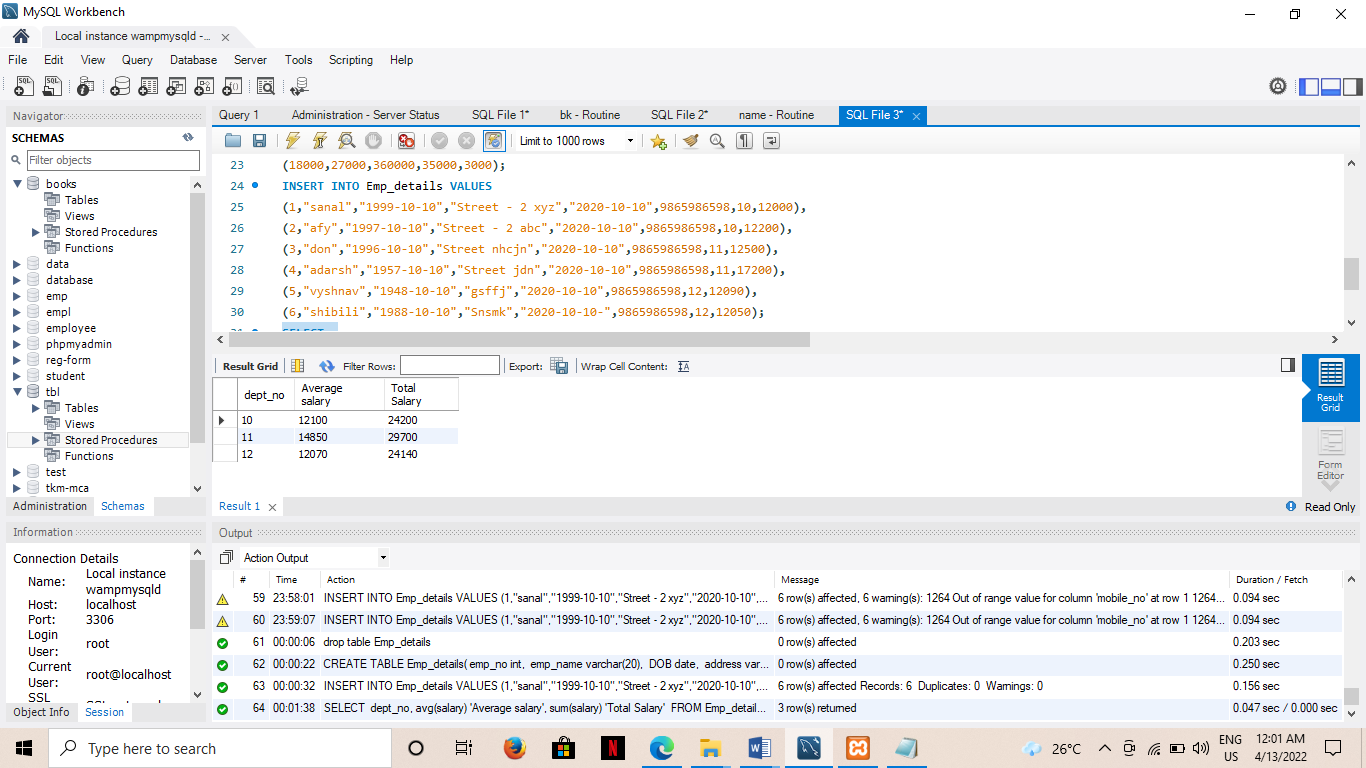 MySQL Workbench
Local instance wampmysqld -...
File Edit View Query Database Server Tools Scripting Help
Navigator
SCHEMAS
Filter objects
books
Tables
Views
Stored Procedures
Functions
data
database
emp
empl
employee
phpmyadmin
reg-form
student
tbl
Tables
Views
Stored Procedures
Functions
test
tkm-mca
Administration Schemas
Information
Connection Details
Name: Local instance wampmysqld
Host: localhost
Port: 3306
Login User: root
Current User: root@localhost
SSL
Object Info Session
Query 1 Administration - Server Status SQL File 1* bk - Routine SQL File 2* name - Routine SQL File 3*
Limit to 1000 rows
23 (18000,27000,360000,35000,3000);
24 INSERT INTO Emp_details VALUES
25 (1,"sanal","1999-10-10","Street - 2 xyz","2020-10-10",9865986598,10,12000),
26 (2,"afy","1997-10-10","Street - 2 abc","2020-10-10",9865986598,10,12200),
27 (3,"don","1996-10-10","Street nhcjn","2020-10-10",9865986598,11,12500),
28 (4,"adarsh","1957-10-10","Street jdn","2020-10-10",9865986598,11,17200),
29 (5,"vyshnav","1948-10-10","gsffj","2020-10-10",9865986598,12,12090),
30 (6,"shibili","1988-10-10","Snsmk","2020-10-10-",9865986598,12,12050);
31 SELECT
Result Grid Filter Rows: Export: Wrap Cell Content:
dept_no Average salary Total Salary
10 12100 24200
11 14850 29700
12 12070 24140
Result Grid
Form Editor
Result 1 Read Only
Output
Action Output
# Time Action Message Duration / Fetch
59 23:58:01 INSERT INTO Emp_details VALUES (1,"sanal","1999-10-10","Street - 2 xyz","2020-10-10",... 6 row(s) affected, 6 warning(s): 1264 Out of range value for column 'mobile_no' at row 1 1264... 0.094 sec
60 23:59:07 INSERT INTO Emp_details VALUES (1,"sanal","1999-10-10","Street - 2 xyz","2020-10-10",... 6 row(s) affected, 6 warning(s): 1264 Out of range value for column 'mobile_no' at row 1 1264... 0.094 sec
61 00:00:06 drop table Emp_details 0 row(s) affected 0.203 sec
62 00:00:22 CREATE TABLE Emp_details( emp_no int, emp_name varchar(20), DOB date, address var... 0 row(s) affected 0.250 sec
63 00:00:32 INSERT INTO Emp_details VALUES (1,"sanal","1999-10-10","Street - 2 xyz","2020-10-10",... 6 row(s) affected Records: 6 Duplicates: 0 Warnings: 0 0.156 sec
64 00:01:38 SELECT dept_no, avg(salary) 'Average salary', sum(salary) 'Total Salary' FROM Emp_detail... 3 row(s) returned 0.047 sec / 0.000 sec
Type here to search
26°C
ENG US
12:01 AM
4/13/2022